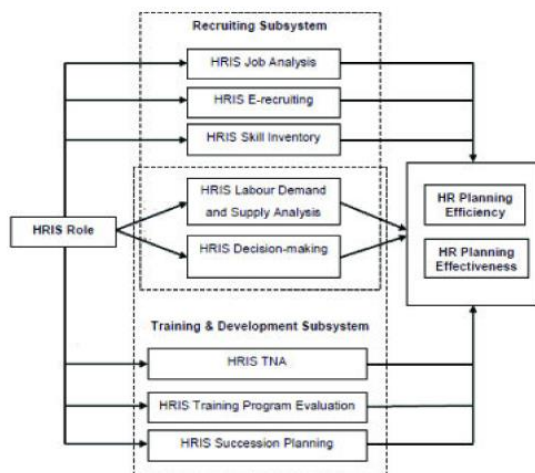 Recruiting Subsystem
HRIS Job Analysis
HRIS E-recruiting
HRIS Skill Inventory
HRIS Labour Demand
and Supply Analysis
HRIS Role
HRIS Decision-making
HR Planning
Efficiency
HR Planning
Effectiveness
Training & Development Subsystem
HRIS TNA
HRIS Training Program Evaluation
HRIS Succession Planning